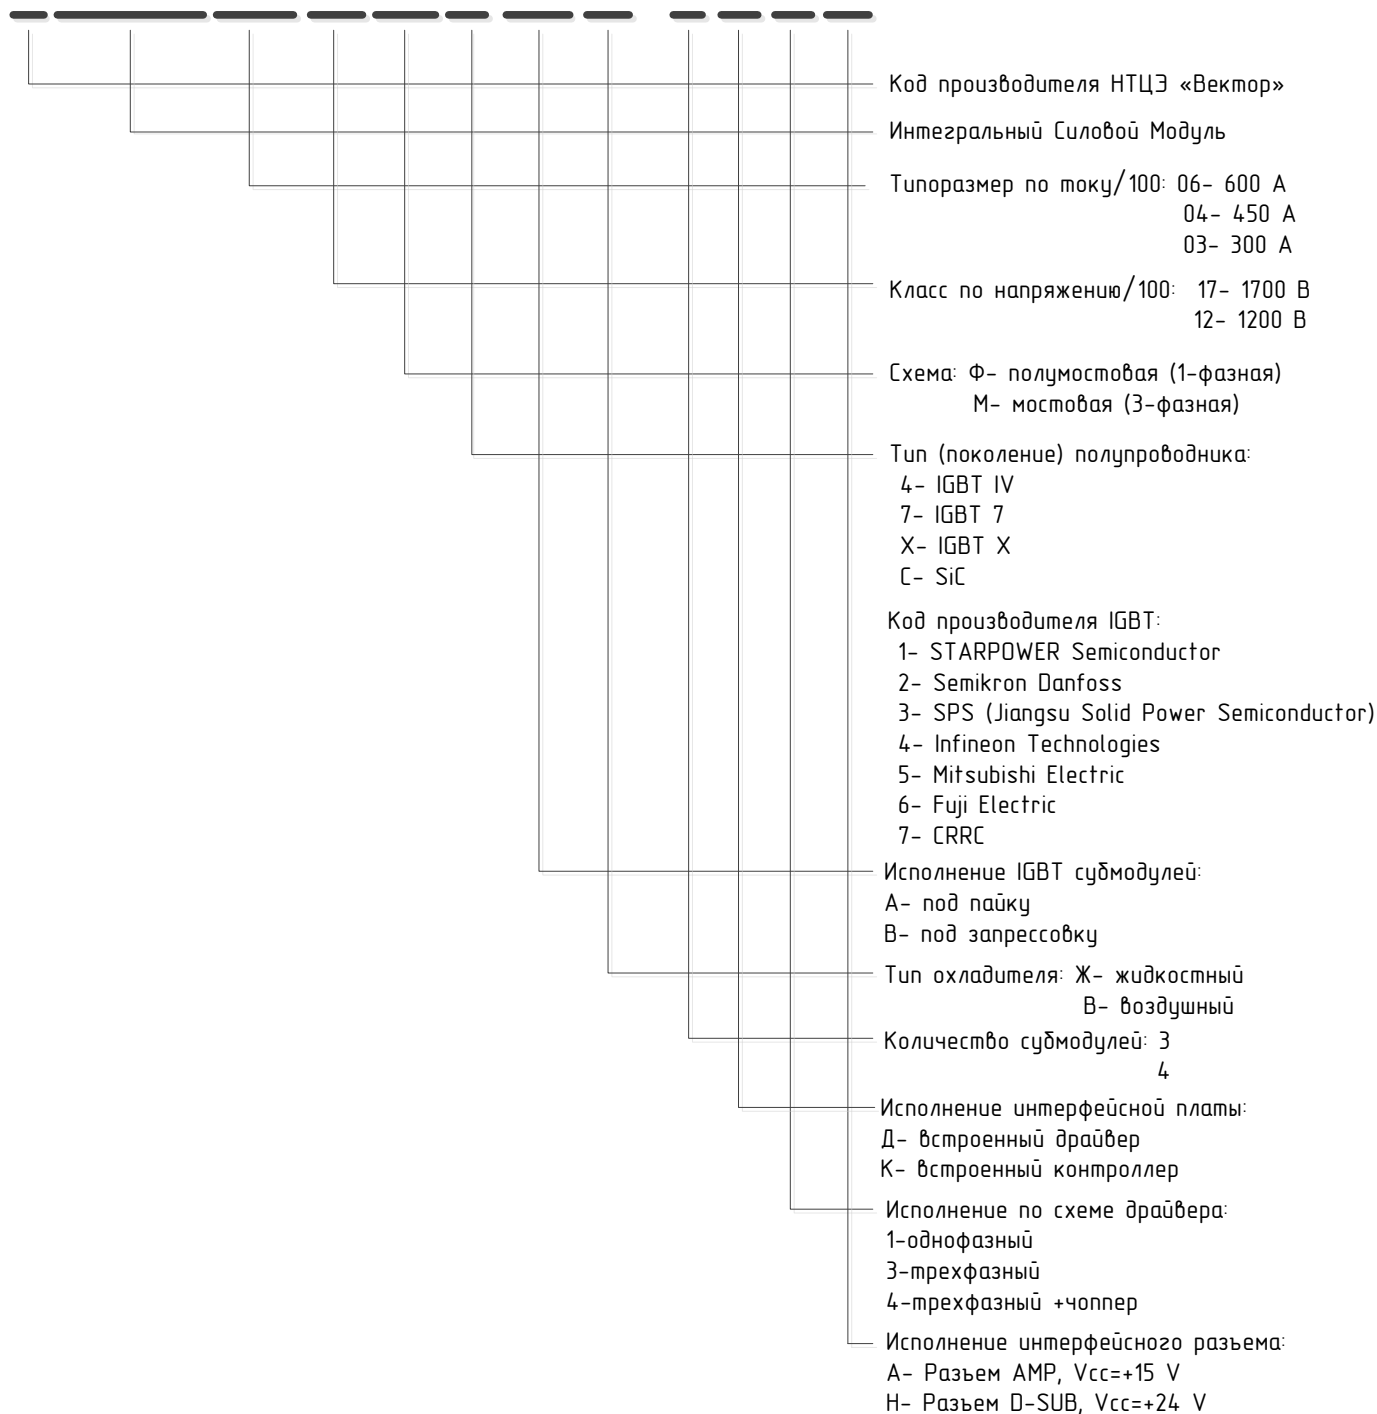 Код производителя НТЦЭ «Вектор»
Интегральный Силовой Модуль
Типоразмер по току/100: 06- 600 А
04- 450 А
03- 300 А
Класс по напряжению/100: 17- 1700 В
12- 1200 В
Схема: Ф- полумостовая (1-фазная)
М- мостовая (3-фазная)
Тип (поколение) полупроводника:
4- IGBT IV
7- IGBT 7
X- IGBT X
C- SiC
Код производителя IGBT:
1- STARPOWER Semiconductor
2- Semikron Danfoss
3- SPS (Jiangsu Solid Power Semiconductor)
4- Infineon Technologies
5- Mitsubishi Electric
6- Fuji Electric
7- CRRC
Исполнение IGBT субмодулей:
А- под пайку
В- под запрессовку
Тип охладителя: Ж- жидкостный
В- воздушный
Количество субмодулей: 3
4
Исполнение интерфейсной платы:
Д- встроенный драйвер
К- встроенный контроллер
Исполнение по схеме драйвера:
1-однофазный
3-трехфазный
4-трехфазный +чоппер
Исполнение интерфейсного разъема:
А- Разъем AMP, Vcc=+15 V
Н- Разъем D-SUB, Vcc=+24 V